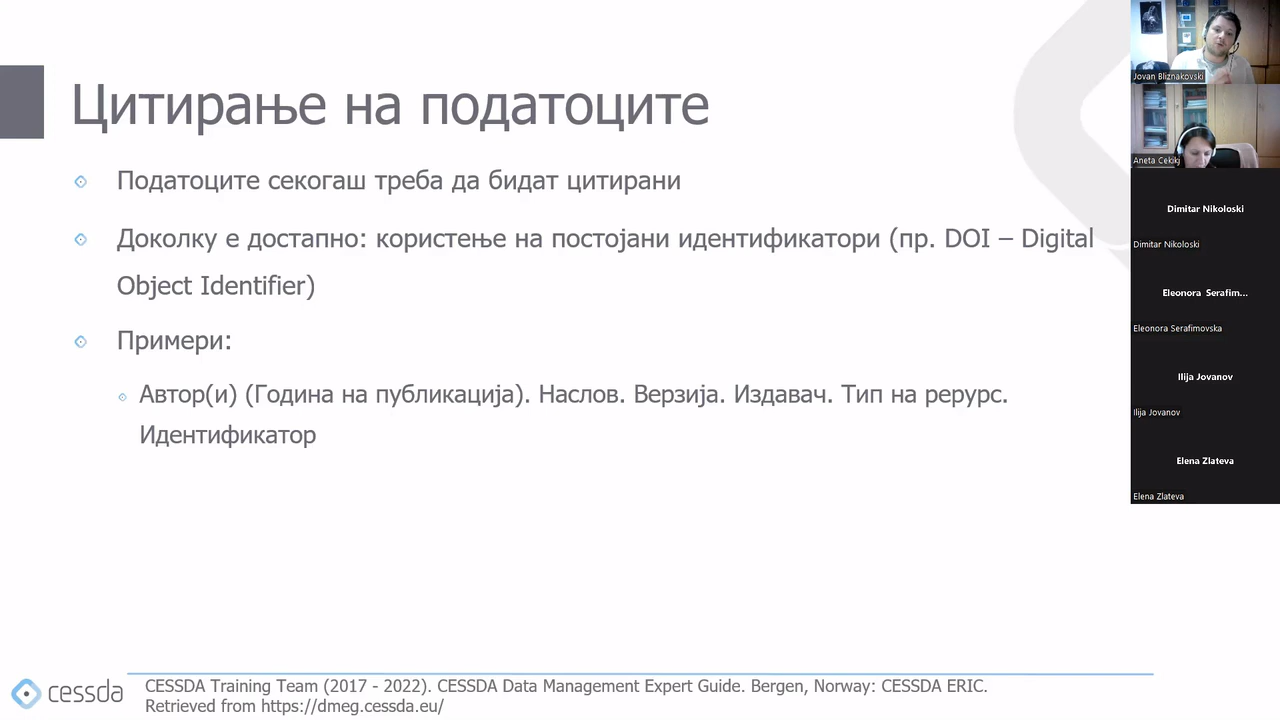 Цитирање на податоците
Податоците секогаш треба да бидат цитирани
Доколку е достапно: користење на постојани идентификатори (пр. DOI – Digital
Object Identifier)
Примери:
Автор(и) (Година на публикација). Наслов. Верзија. Издавач. Тип на рерурс.
Идентификатор
cessda
CESSDA Training Team (2017 - 2022). CESSDA Data Management Expert Guide. Bergen, Norway: CESSDA ERIC.
Retrieved from https://dmeg.cessda.eu/
Jovan Bliznakovski
Aneta Cekikj
Dimitar Nikoloski
Dimitar Nikoloski
Eleonora Serafim...
Eleonora Serafimovska
Ilija Jovanov
Ilija Jovanov
Elena Zlateva
Elena Zlateva